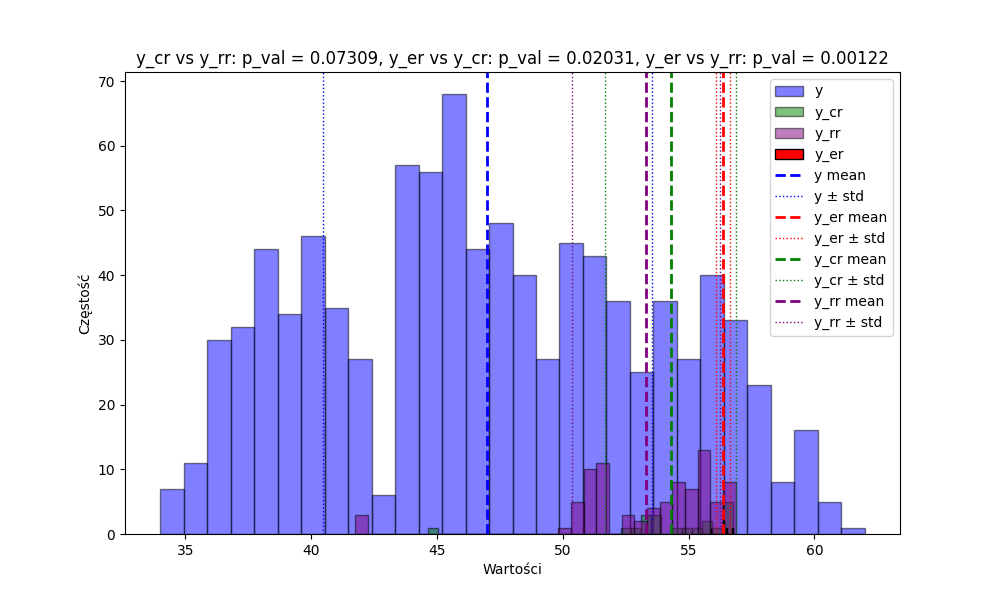 y_cr vs y_rr: p_val = 0.07309, y_er vs y_cr: p_val = 0.02031, y_er vs y_rr: p_val = 0.00122
70
60
50
40
30
20
10
0
Częstość
35
40
45
50
55
60
Wartości
y
y_cr
y_rr
y_er
y mean
y ± std
y_er mean
y_er ± std
y_cr mean
y_cr ± std
y_rr mean
y_rr ± std